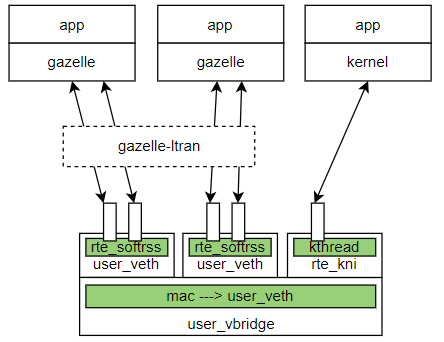 app
gazelle
app
gazelle
app
kernel
gazelle-ltran
rte_softrss
user_veth
rte_softrss
user_veth
kthread
rte_kni
mac ---> user_veth
user_vbridge